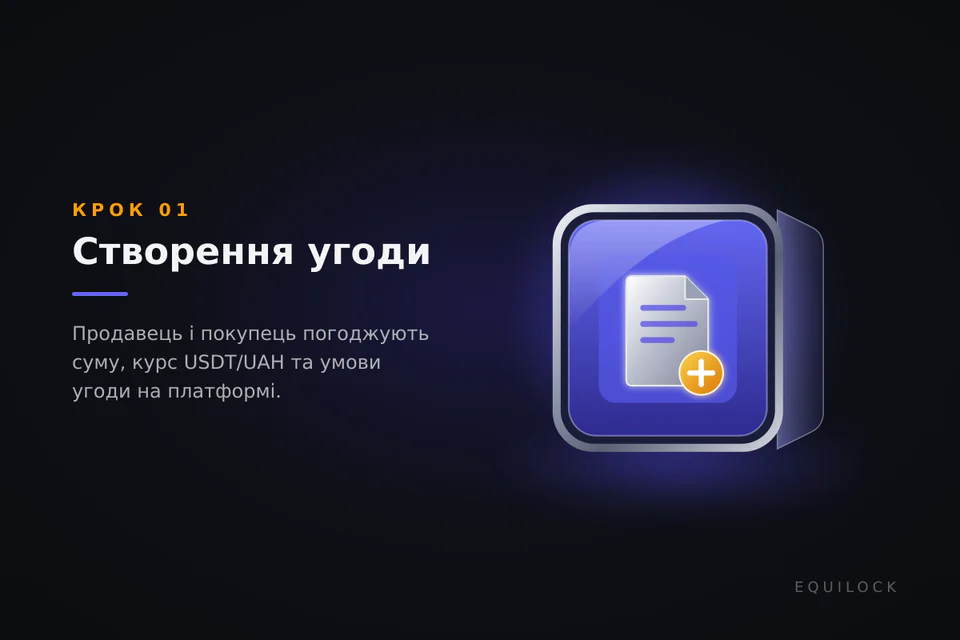 КРОК 01
Створення угоди
Продавець і покупець погоджують
суму, курс USDT/UAH та умови
угоди на платформі.
EQUILOCK